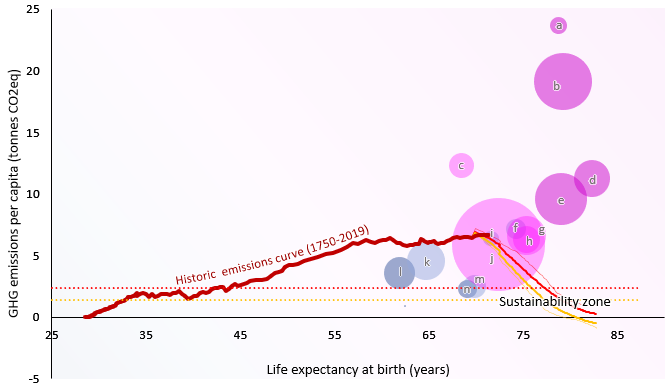 GHG emissions per capita (tonnes CO2eq)
25
20
15
10
5
0
-5
a
b
c
d
e
f
g
h
i
j
k
l
m
n
Historic emissions curve (1750-2019)
Sustainability zone
25 35 45 55 65 75 85
Life expectancy at birth (years)